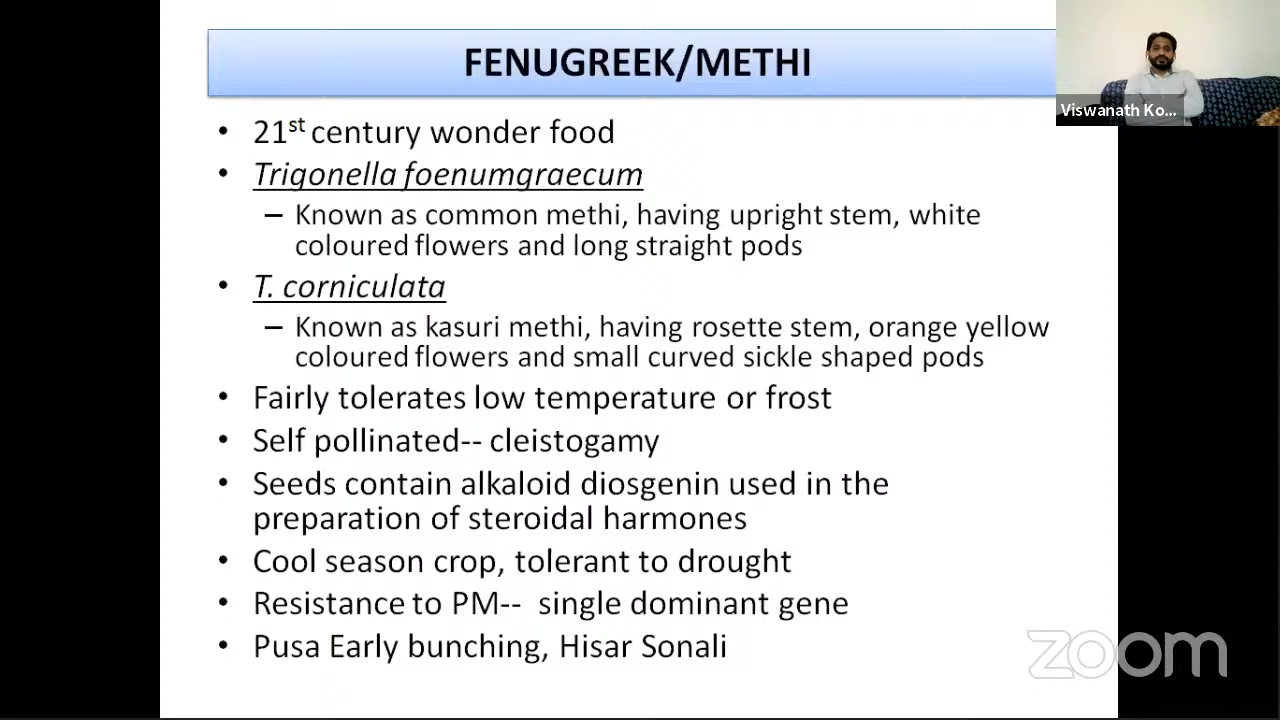 FENUGREEK/METHI
Viswanath Ko...
• 21st century wonder food
• Trigonella foenumgraecum
– Known as common methi, having upright stem, white
coloured flowers and long straight pods
• T. corniculata
– Known as kasuri methi, having rosette stem, orange yellow
coloured flowers and small curved sickle shaped pods
• Fairly tolerates low temperature or frost
• Self pollinated-- cleistogamy
• Seeds contain alkaloid diosgenin used in the
preparation of steroidal harmones
• Cool season crop, tolerant to drought
• Resistance to PM-- single dominant gene
• Pusa Early bunching, Hisar Sonali
zoom